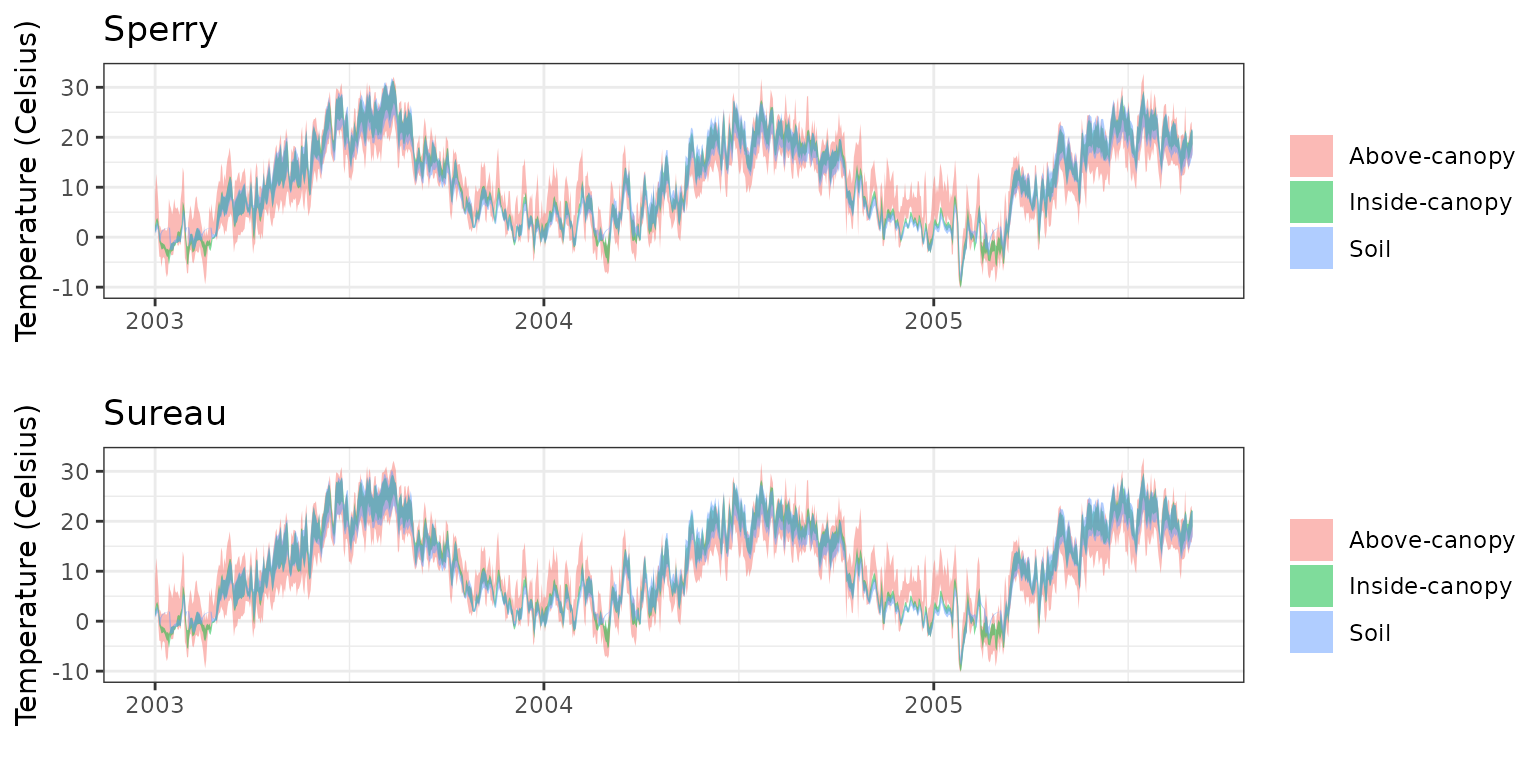 Sperry
Temperature (Celsius)
30
20
10
0
-10
2003 2004 2005
Above-canopy
Inside-canopy
Soil
Sureau
Temperature (Celsius)
30
20
10
0
-10
2003 2004 2005
Above-canopy
Inside-canopy
Soil